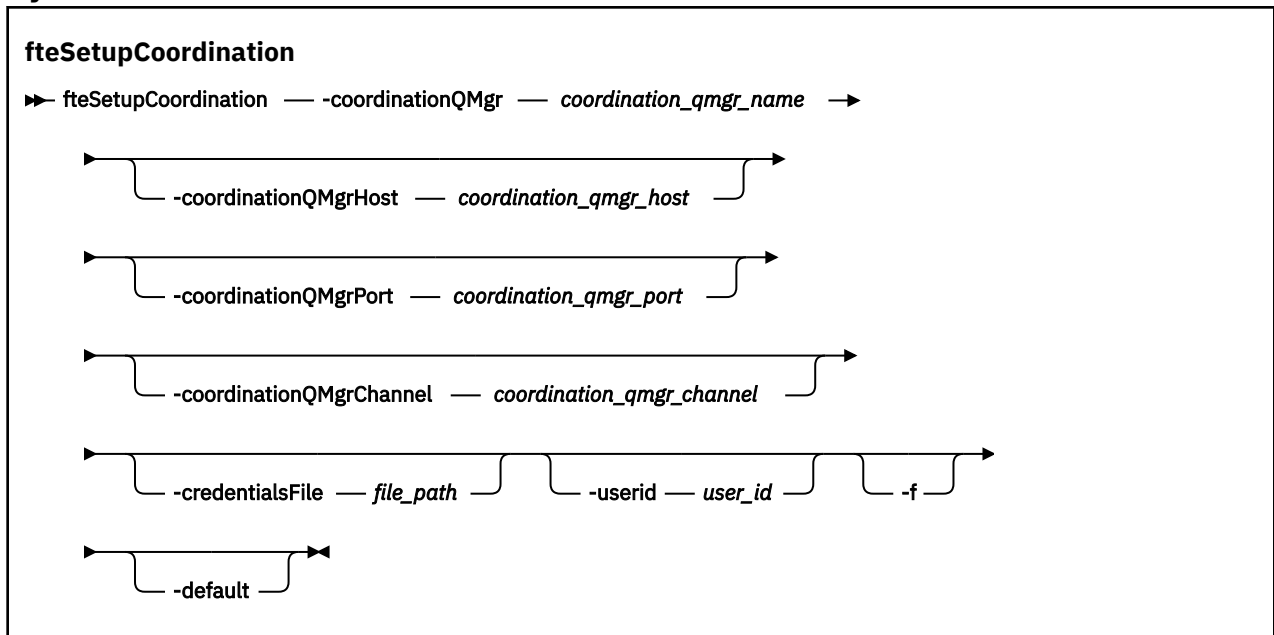 fteSetupCoordination
fteSetupCoordination -coordinationQMgr coordination_qmgr_name
-coordinationQMgrHost coordination_qmgr_host
-coordinationQMgrPort coordination_qmgr_port
-coordinationQMgrChannel coordination_qmgr_channel
-credentialsFile file_path -userid user_id -f
-default